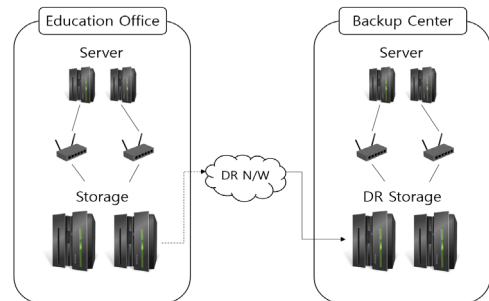 Education Office
Backup Center
Server
Server
DR N/W
Storage
DR Storage